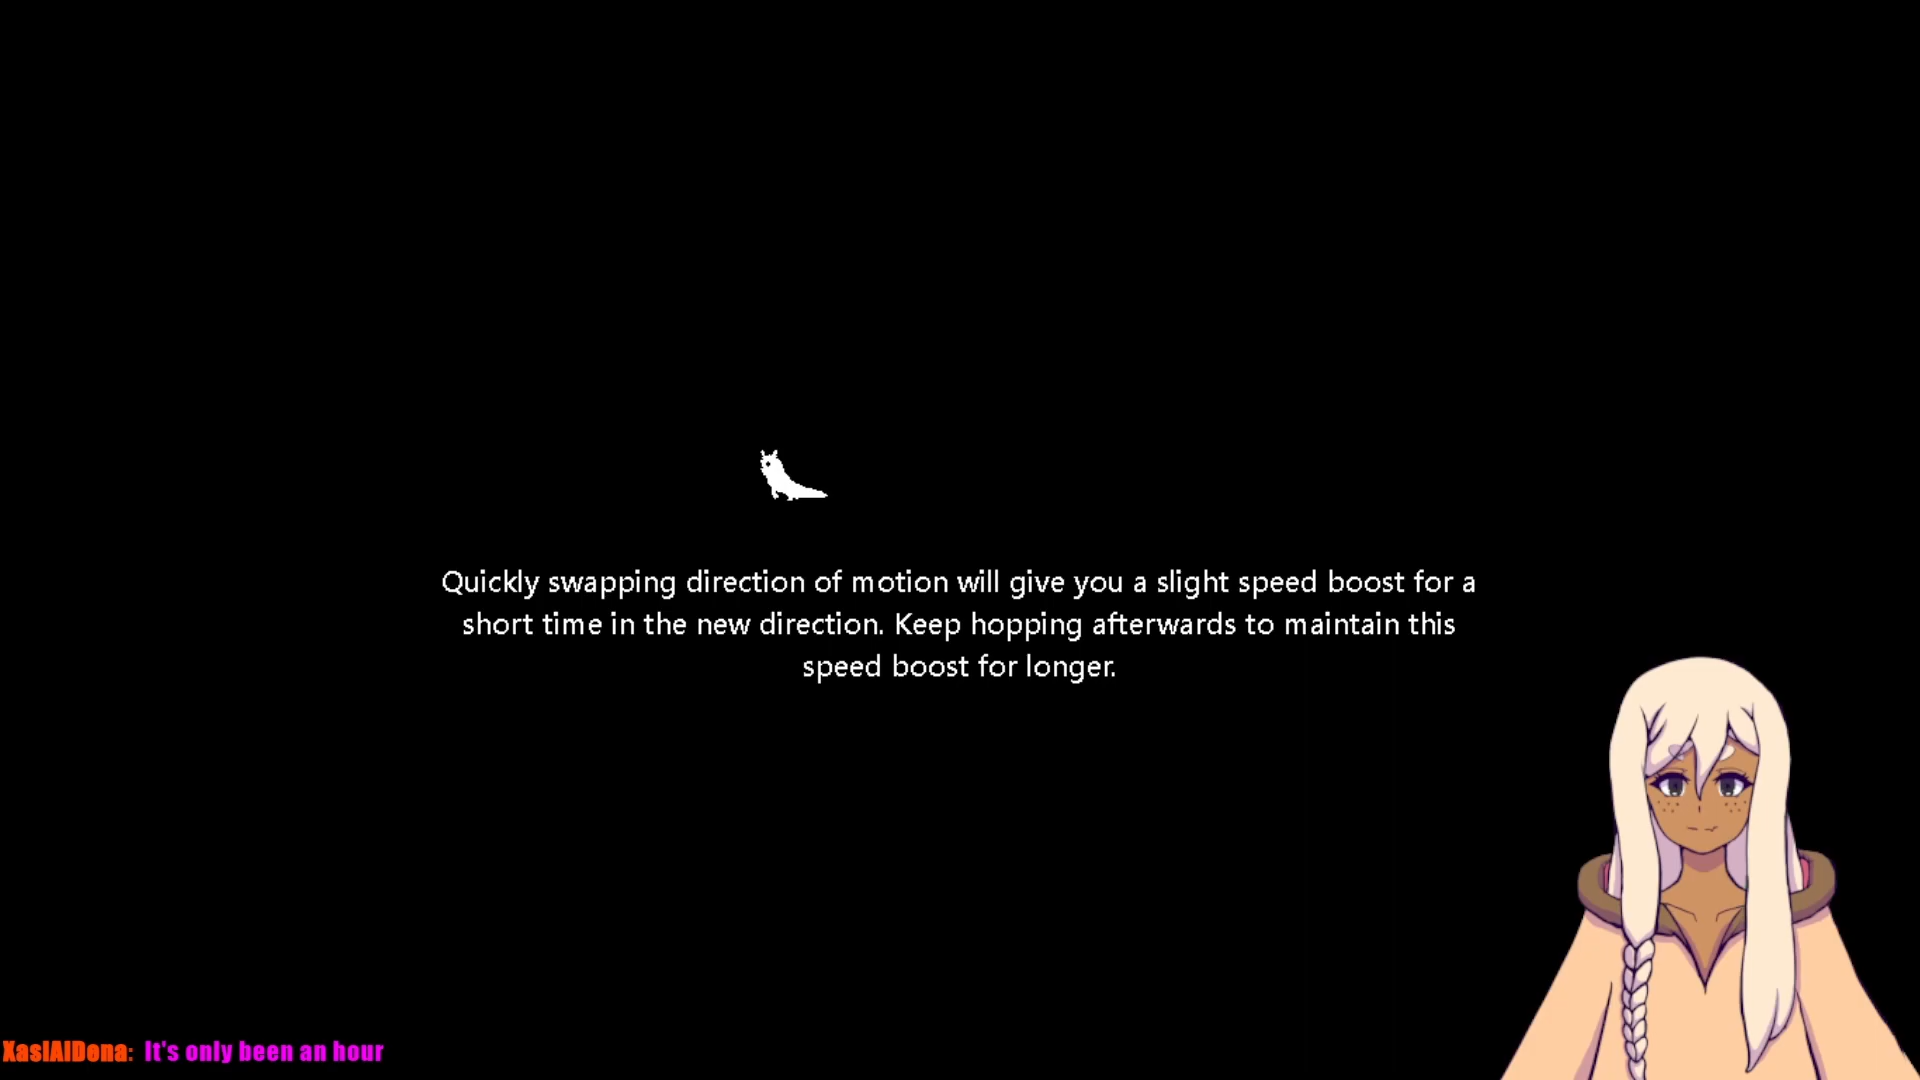 Quickly swapping direction of motion will give you a slight speed boost for a
short time in the new direction. Keep hopping afterwards to maintain this
speed boost for longer.
XaslAlDona: It's only been an hour